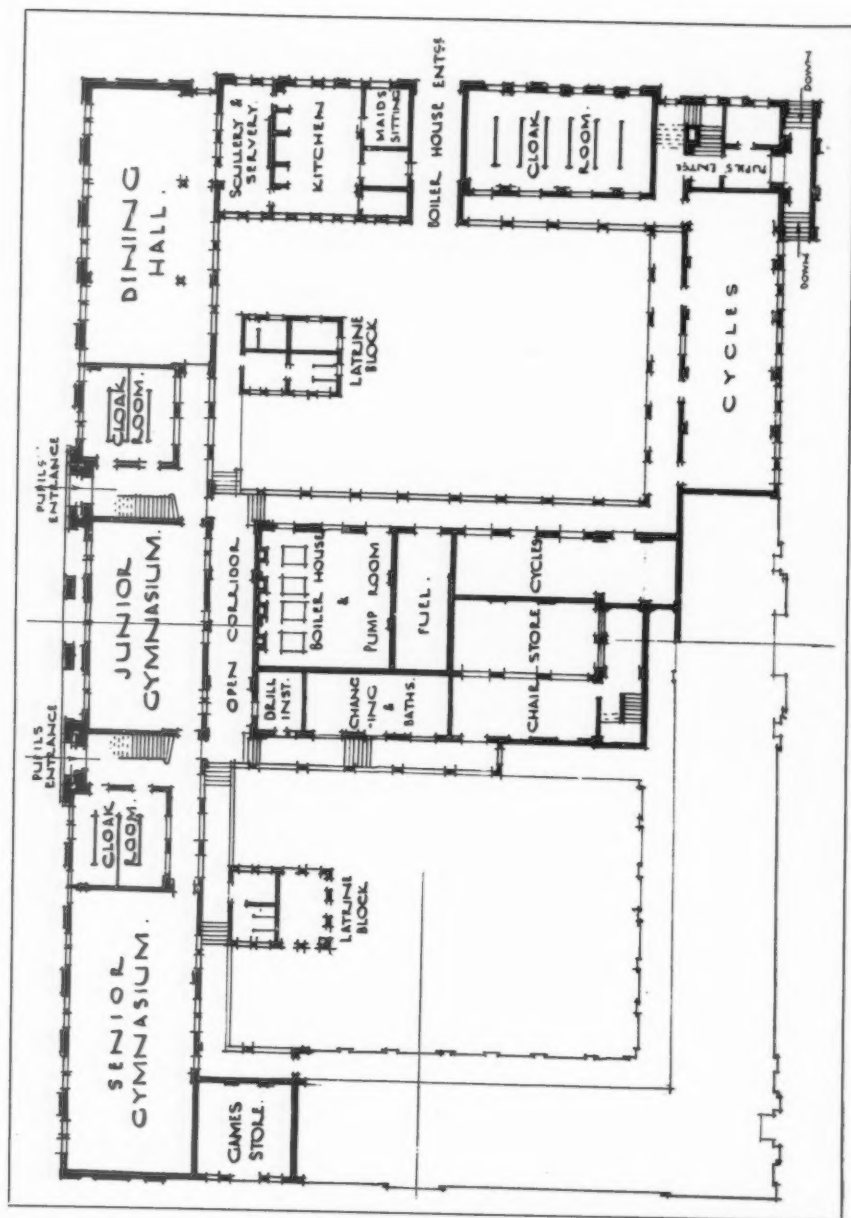 DINING
HALL.
SCULLERY &
SERVERY.
KITCHEN
MAIDS
SITTING
BOILER HOUSE ENTCE
CLOAK
ROOM.
PUPILS ENTCE
DOWN
DOWN
CYCLES
LATRINE
BLOCK
CLOAK
ROOM.
PUPILS'
ENTRANCE
JUNIOR
GYMNASIUM.
OPEN CORRIDOR
BOILER HOUSE
&
PUMP ROOM
FUEL.
CYCLES
STORE
CHAIR
DRILL
INST.
CHANG
-ING
&
BATHS.
PUPILS
ENTRANCE
CLOAK
ROOM.
LATRINE
BLOCK
SENIOR
GYMNASIUM.
GAMES
STORE.